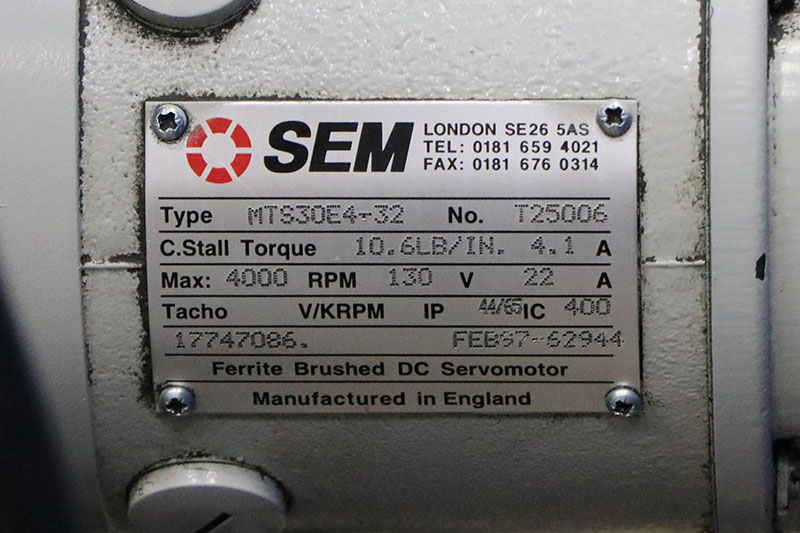 SEM
LONDON SE26 5AS
TEL: 0181 659 4021
FAX: 0181 676 0314
Type MTS30E4-32 No. T25006
C.Stall Torque 10.6LB/IN. 4.1 A
Max: 4000 RPM 130 V 22 A
Tacho V/KRPM IP 44/65 IC 400
17747086. FEB97-62944
Ferrite Brushed DC Servomotor
Manufactured in England